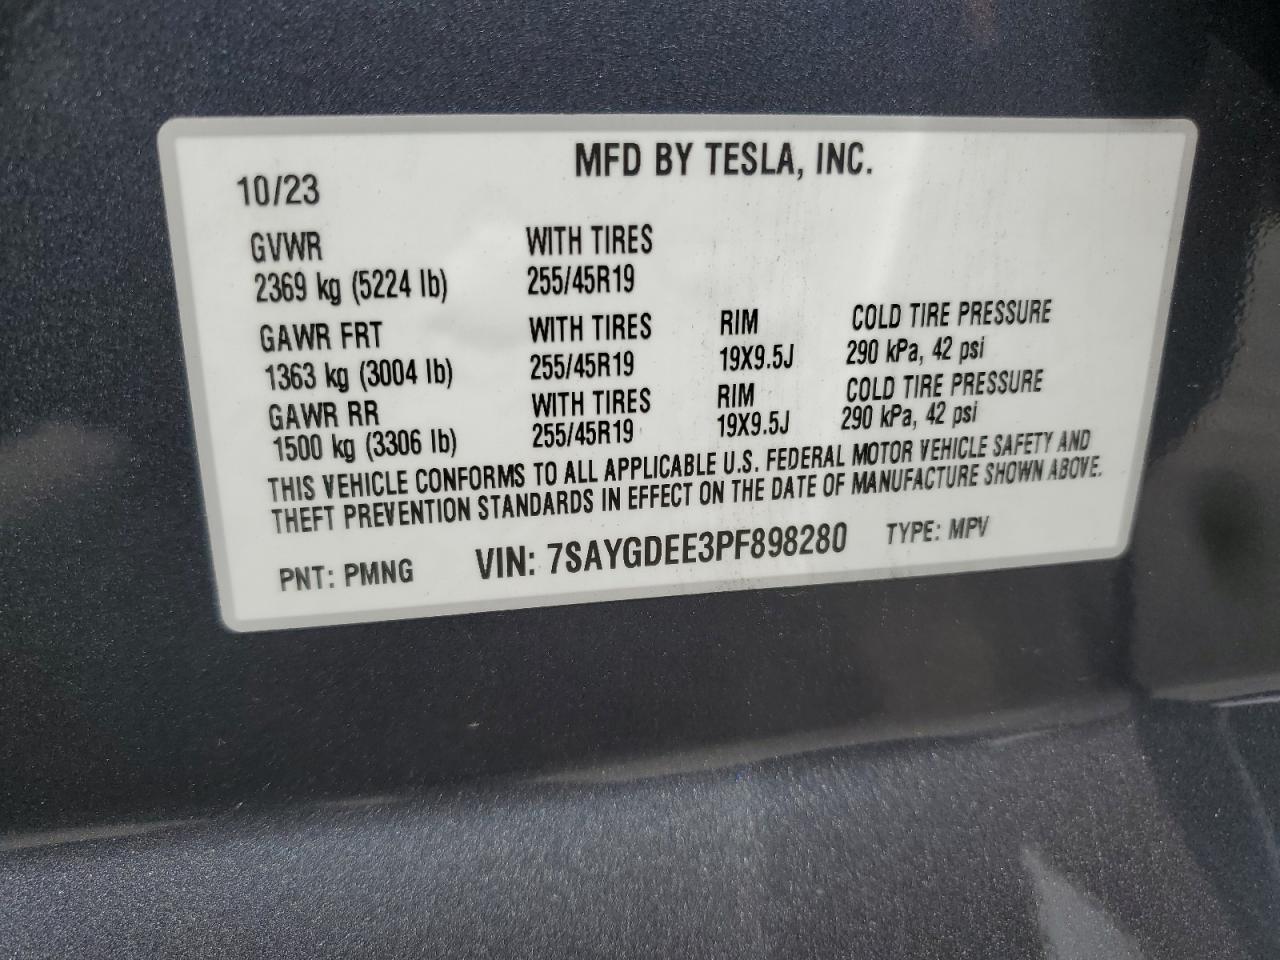 MFD BY TESLA, INC.
10/23
GVWR WITH TIRES
2369 kg (5224 lb) 255/45R19
GAWR FRT WITH TIRES RIM COLD TIRE PRESSURE
1363 kg (3004 lb) 255/45R19 19X9.5J 290 kPa, 42 psi
GAWR RR WITH TIRES RIM COLD TIRE PRESSURE
1500 kg (3306 lb) 255/45R19 19X9.5J 290 kPa, 42 psi
THIS VEHICLE CONFORMS TO ALL APPLICABLE U.S. FEDERAL MOTOR VEHICLE SAFETY AND
THEFT PREVENTION STANDARDS IN EFFECT ON THE DATE OF MANUFACTURE SHOWN ABOVE.
PNT: PMNG VIN: 7SAYGDEE3PF898280 TYPE: MPV